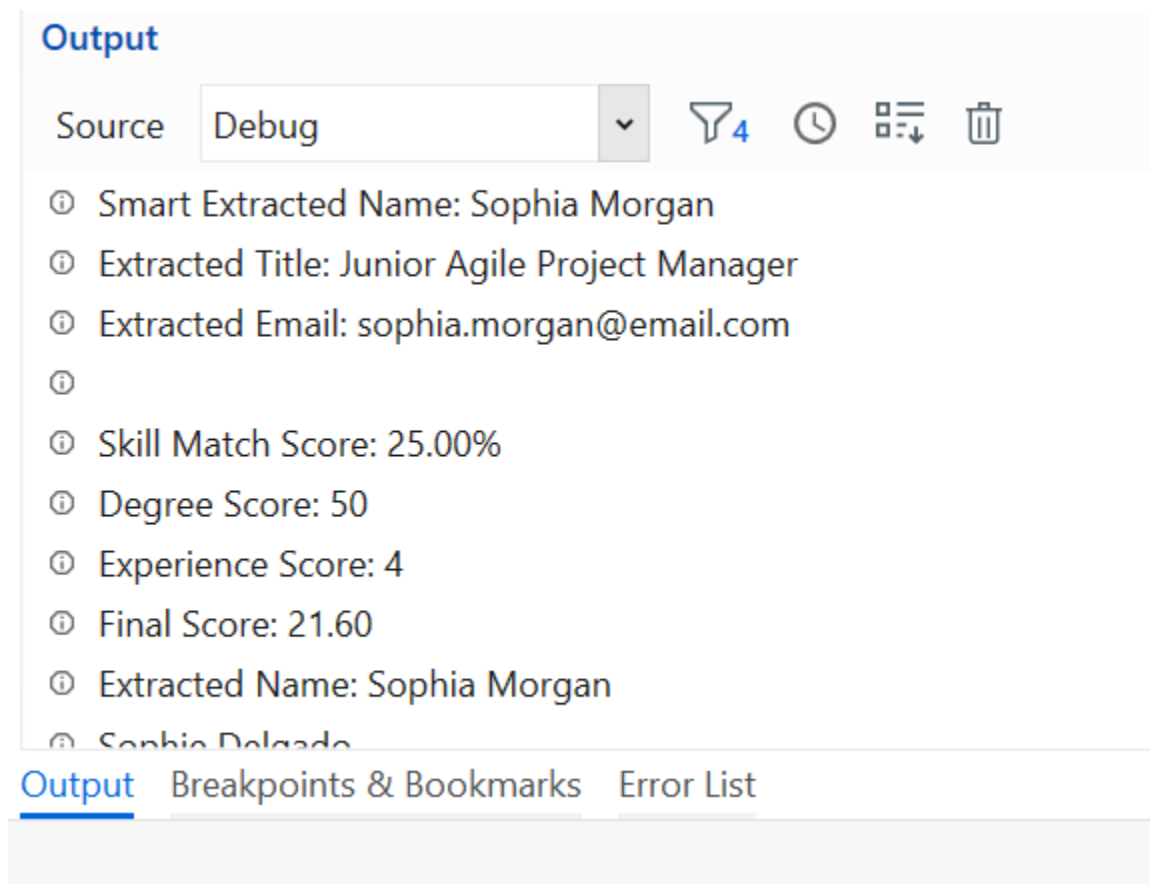 Output
Source Debug 4
Smart Extracted Name: Sophia Morgan
Extracted Title: Junior Agile Project Manager
Extracted Email: sophia.morgan@email.com
Skill Match Score: 25.00%
Degree Score: 50
Experience Score: 4
Final Score: 21.60
Extracted Name: Sophia Morgan
Sophie Delgado
Output Breakpoints & Bookmarks Error List